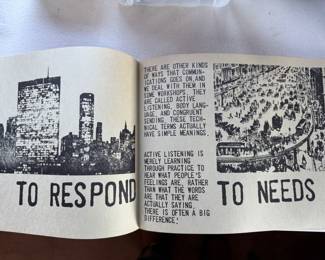 THERE ARE OTHER KINDS
OF WAYS THAT COMMUN-
ICATIONS GOES ON,AND
WE DEAL WITH THEM IN
SOME WORKSHOPS. THEY
ARE CALLED ACTIVE
LISTENING, BODY LANG-
UAGE, AND CONGRUENT
SENDING. THESE TECH-
NICAL TERMS ACTUALLY
HAVE SIMPLE MEANINGS.
ACTIVE LISTENING IS
MERELY LEARNING
THROUGH PRACTICE TO
HEAR WHAT PEOPLE'S
FEELINGS ARE, RATHER
THAN WHAT THE WORDS
ARE THAT THEY ARE
ACTUALLY SAYING.
THERE IS OFTEN A BIG
DIFFERENCE!
TO RESPOND TO NEEDS